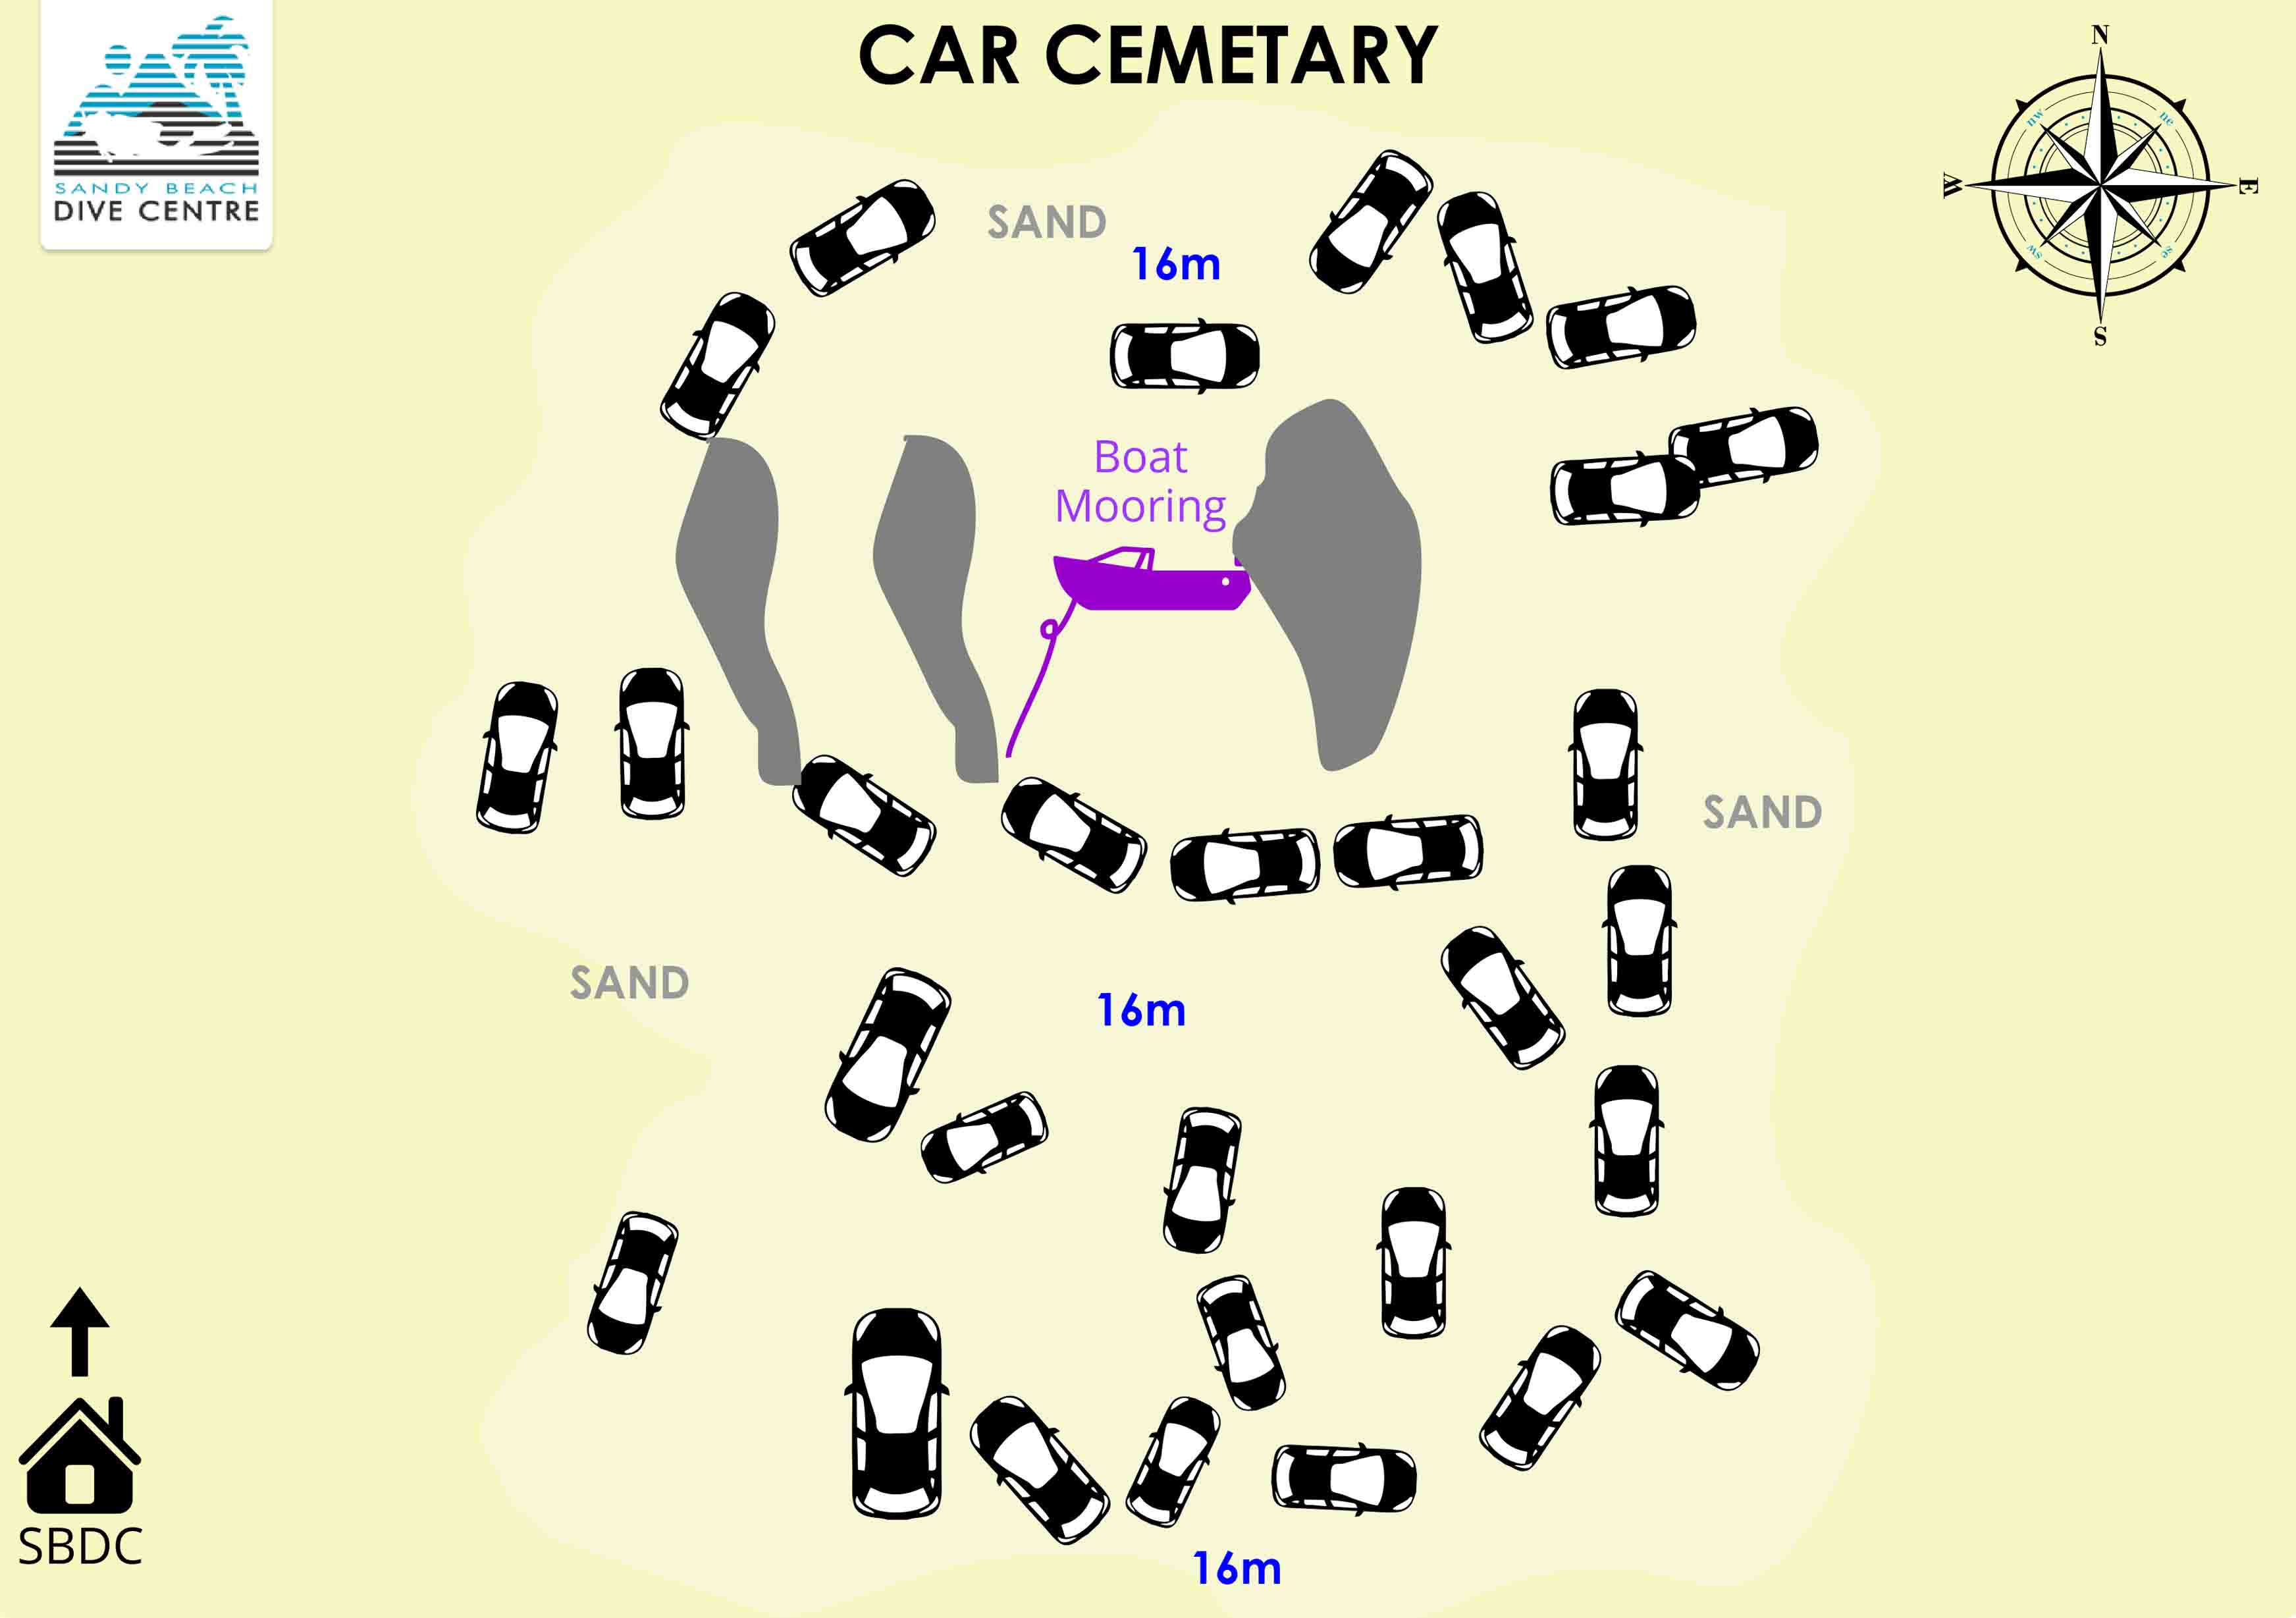 CAR CEMETARY
SANDY BEACH
DIVE CENTRE
N
nw
ne
W
E
sw
se
S
SAND
16m
Boat
Mooring
SAND
SAND
16m
SBDC
16m